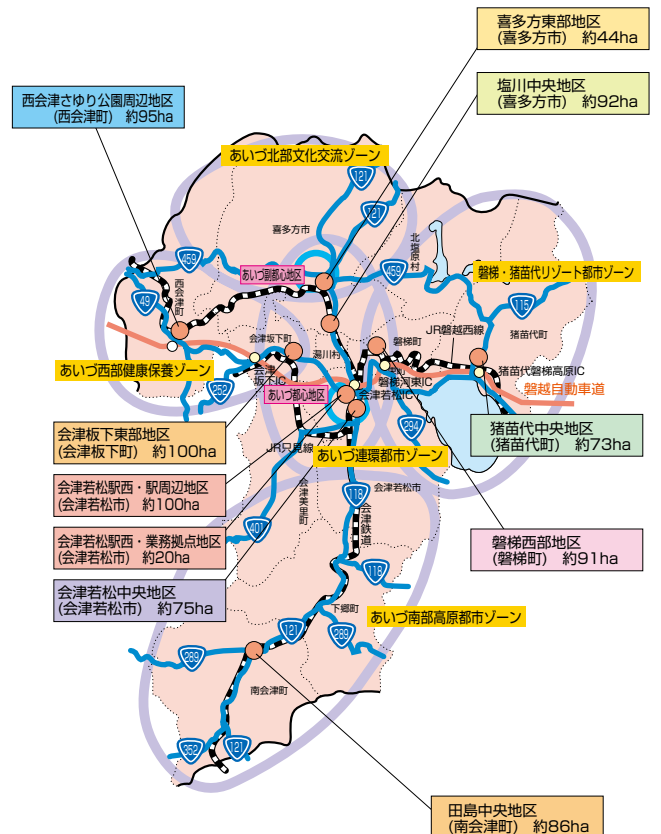 喜多方東部地区
(喜多方市) 約44ha
塩川中央地区
(喜多方市) 約92ha
西会津さゆり公園周辺地区
(西会津町) 約95ha
あいづ北部文化交流ゾーン
121
121
喜多方市
北塩原村
459
あいづ副都心地区
459
磐梯・猪苗代リゾート都市ゾーン
49
西会津町
115
猪苗代町
JR磐越西線
会津坂下町
湯川村
磐梯町
あいづ西部健康保養ゾーン
会津
坂下IC
猪苗代磐梯高原IC
磐梯河東IC
252
あいづ都心地区
会津若松IC
磐越自動車道
会津板下東部地区
(会津板下町) 約100ha
294
猪苗代中央地区
(猪苗代町) 約73ha
JR只見線
あいづ連環都市ゾーン
会津若松駅西・駅周辺地区
(会津若松市) 約100ha
会津美里町
118
会津若松市
会津鉄道
401
会津若松駅西・業務拠点地区
(会津若松市) 約20ha
磐梯西部地区
(磐梯町) 約91ha
118
会津若松中央地区
(会津若松市) 約75ha
下郷町
あいづ南部高原都市ゾーン
121
289
289
南会津町
352
121
田島中央地区
(南会津町) 約86ha